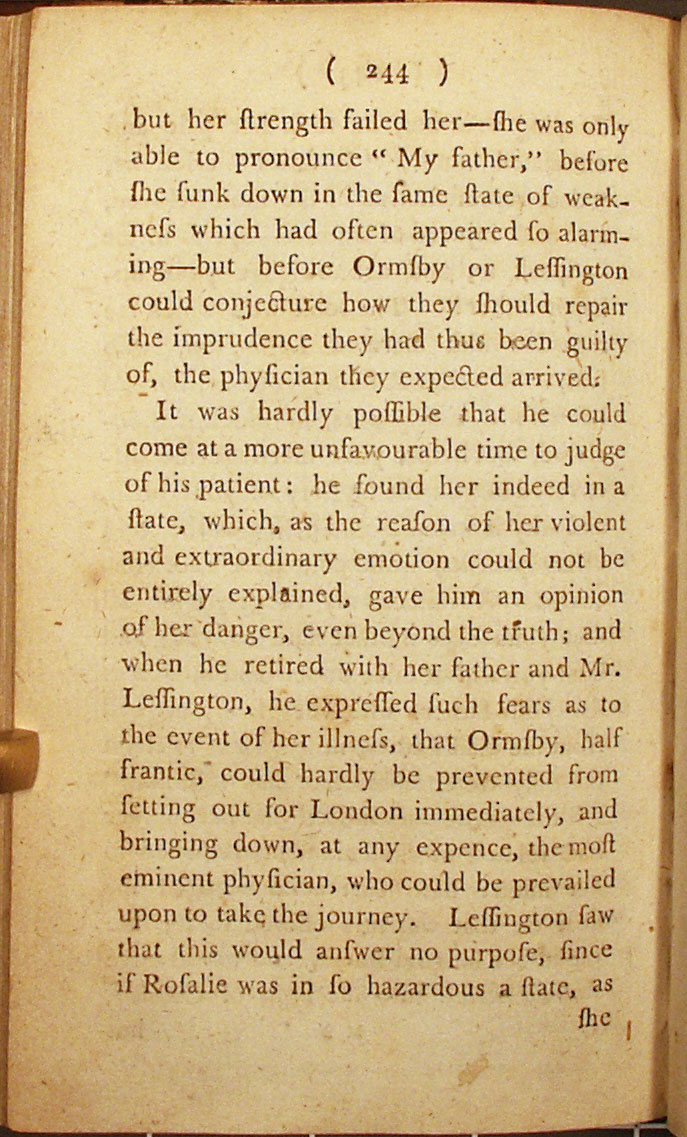 ( 244 )
but her ſtrength failed her—ſhe was only
able to pronounce “ My father,” before
ſhe ſunk down in the ſame ſtate of weak-
neſs which had often appeared ſo alarm-
ing—but before Ormſby or Leſſington
could conjecture how they ſhould repair
the imprudence they had thus been guilty
of, the phyſician they expected arrived.
It was hardly poſſible that he could
come at a more unfavourable time to judge
of his patient: he found her indeed in a
ſtate, which, as the reaſon of her violent
and extraordinary emotion could not be
entirely explained, gave him an opinion
of her danger, even beyond the truth; and
when he retired with her father and Mr.
Leſſington, he expreſſed ſuch fears as to
the event of her illneſs, that Ormſby, half
frantic, could hardly be prevented from
ſetting out for London immediately, and
bringing down, at any expence, the moſt
eminent phyſician, who could be prevailed
upon to take the journey. Leſſington ſaw
that this would anſwer no purpoſe, ſince
if Roſalie was in ſo hazardous a ſtate, as
ſhe